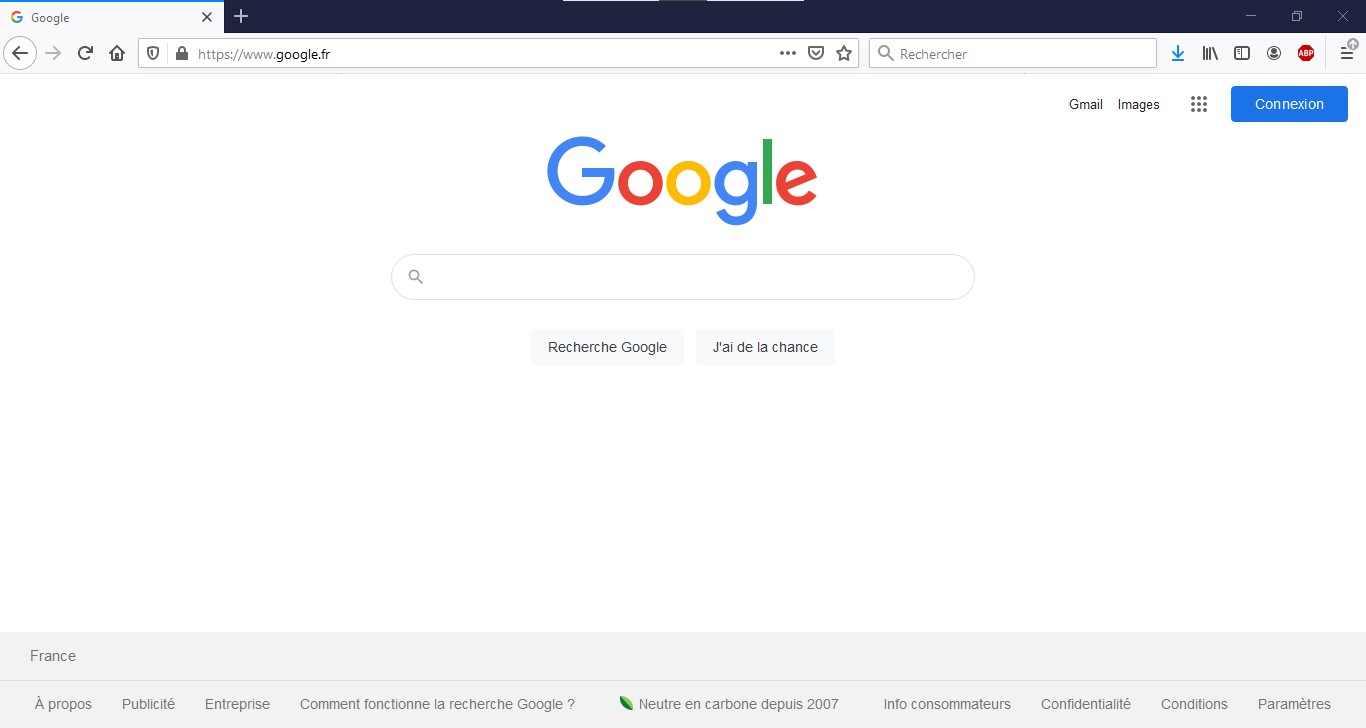 Google
https://www.google.fr
Rechercher
ABP
Gmail Images Connexion
Google
Recherche Google J'ai de la chance
France
À propos Publicité Entreprise Comment fonctionne la recherche Google ? Neutre en carbone depuis 2007 Info consommateurs Confidentialité Conditions Paramètres